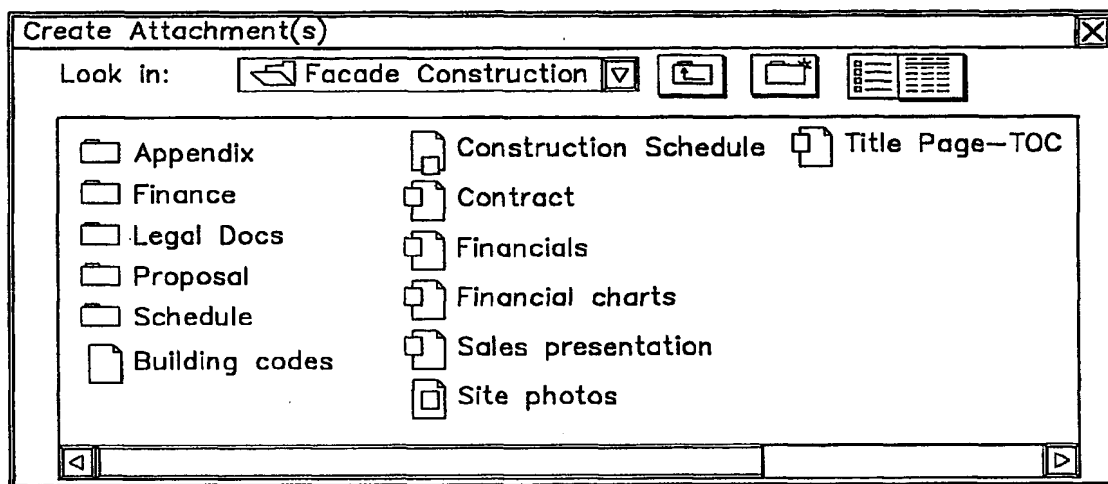 Create Attachment(s)
Look in: Facade Construction
Appendix
Finance
Legal Docs
Proposal
Schedule
Building codes
Construction Schedule
Contract
Financials
Financial charts
Sales presentation
Site photos
Title Page-TOC